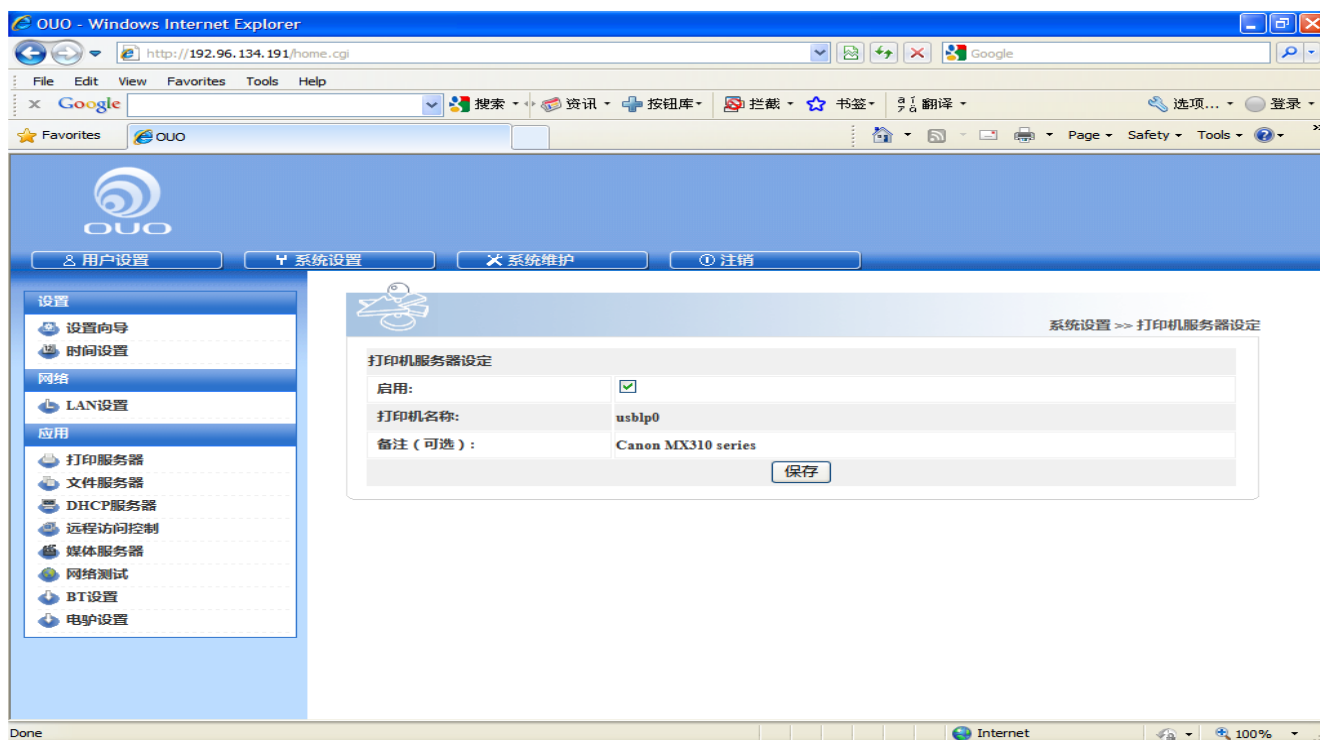 OUO - Windows Internet Explorer
http://192.96.134.191/home.cgi
Google
File Edit View Favorites Tools Help
x Google 搜索 资讯 按钮库 拦截 书签 翻译 选项... 登录
Favorites OUO Page Safety Tools
OUO
用户设置 系统设置 系统维护 注销
设置
设置向导
时间设置
网络
LAN设置
应用
打印服务器
文件服务器
DHCP服务器
远程访问控制
媒体服务器
网络测试
BT设置
电驴设置
系统设置 >> 打印机服务器设定
打印机服务器设定
启用:
打印机名称: usblp0
备注 ( 可选 ) : Canon MX310 series
保存
Done Internet 100%